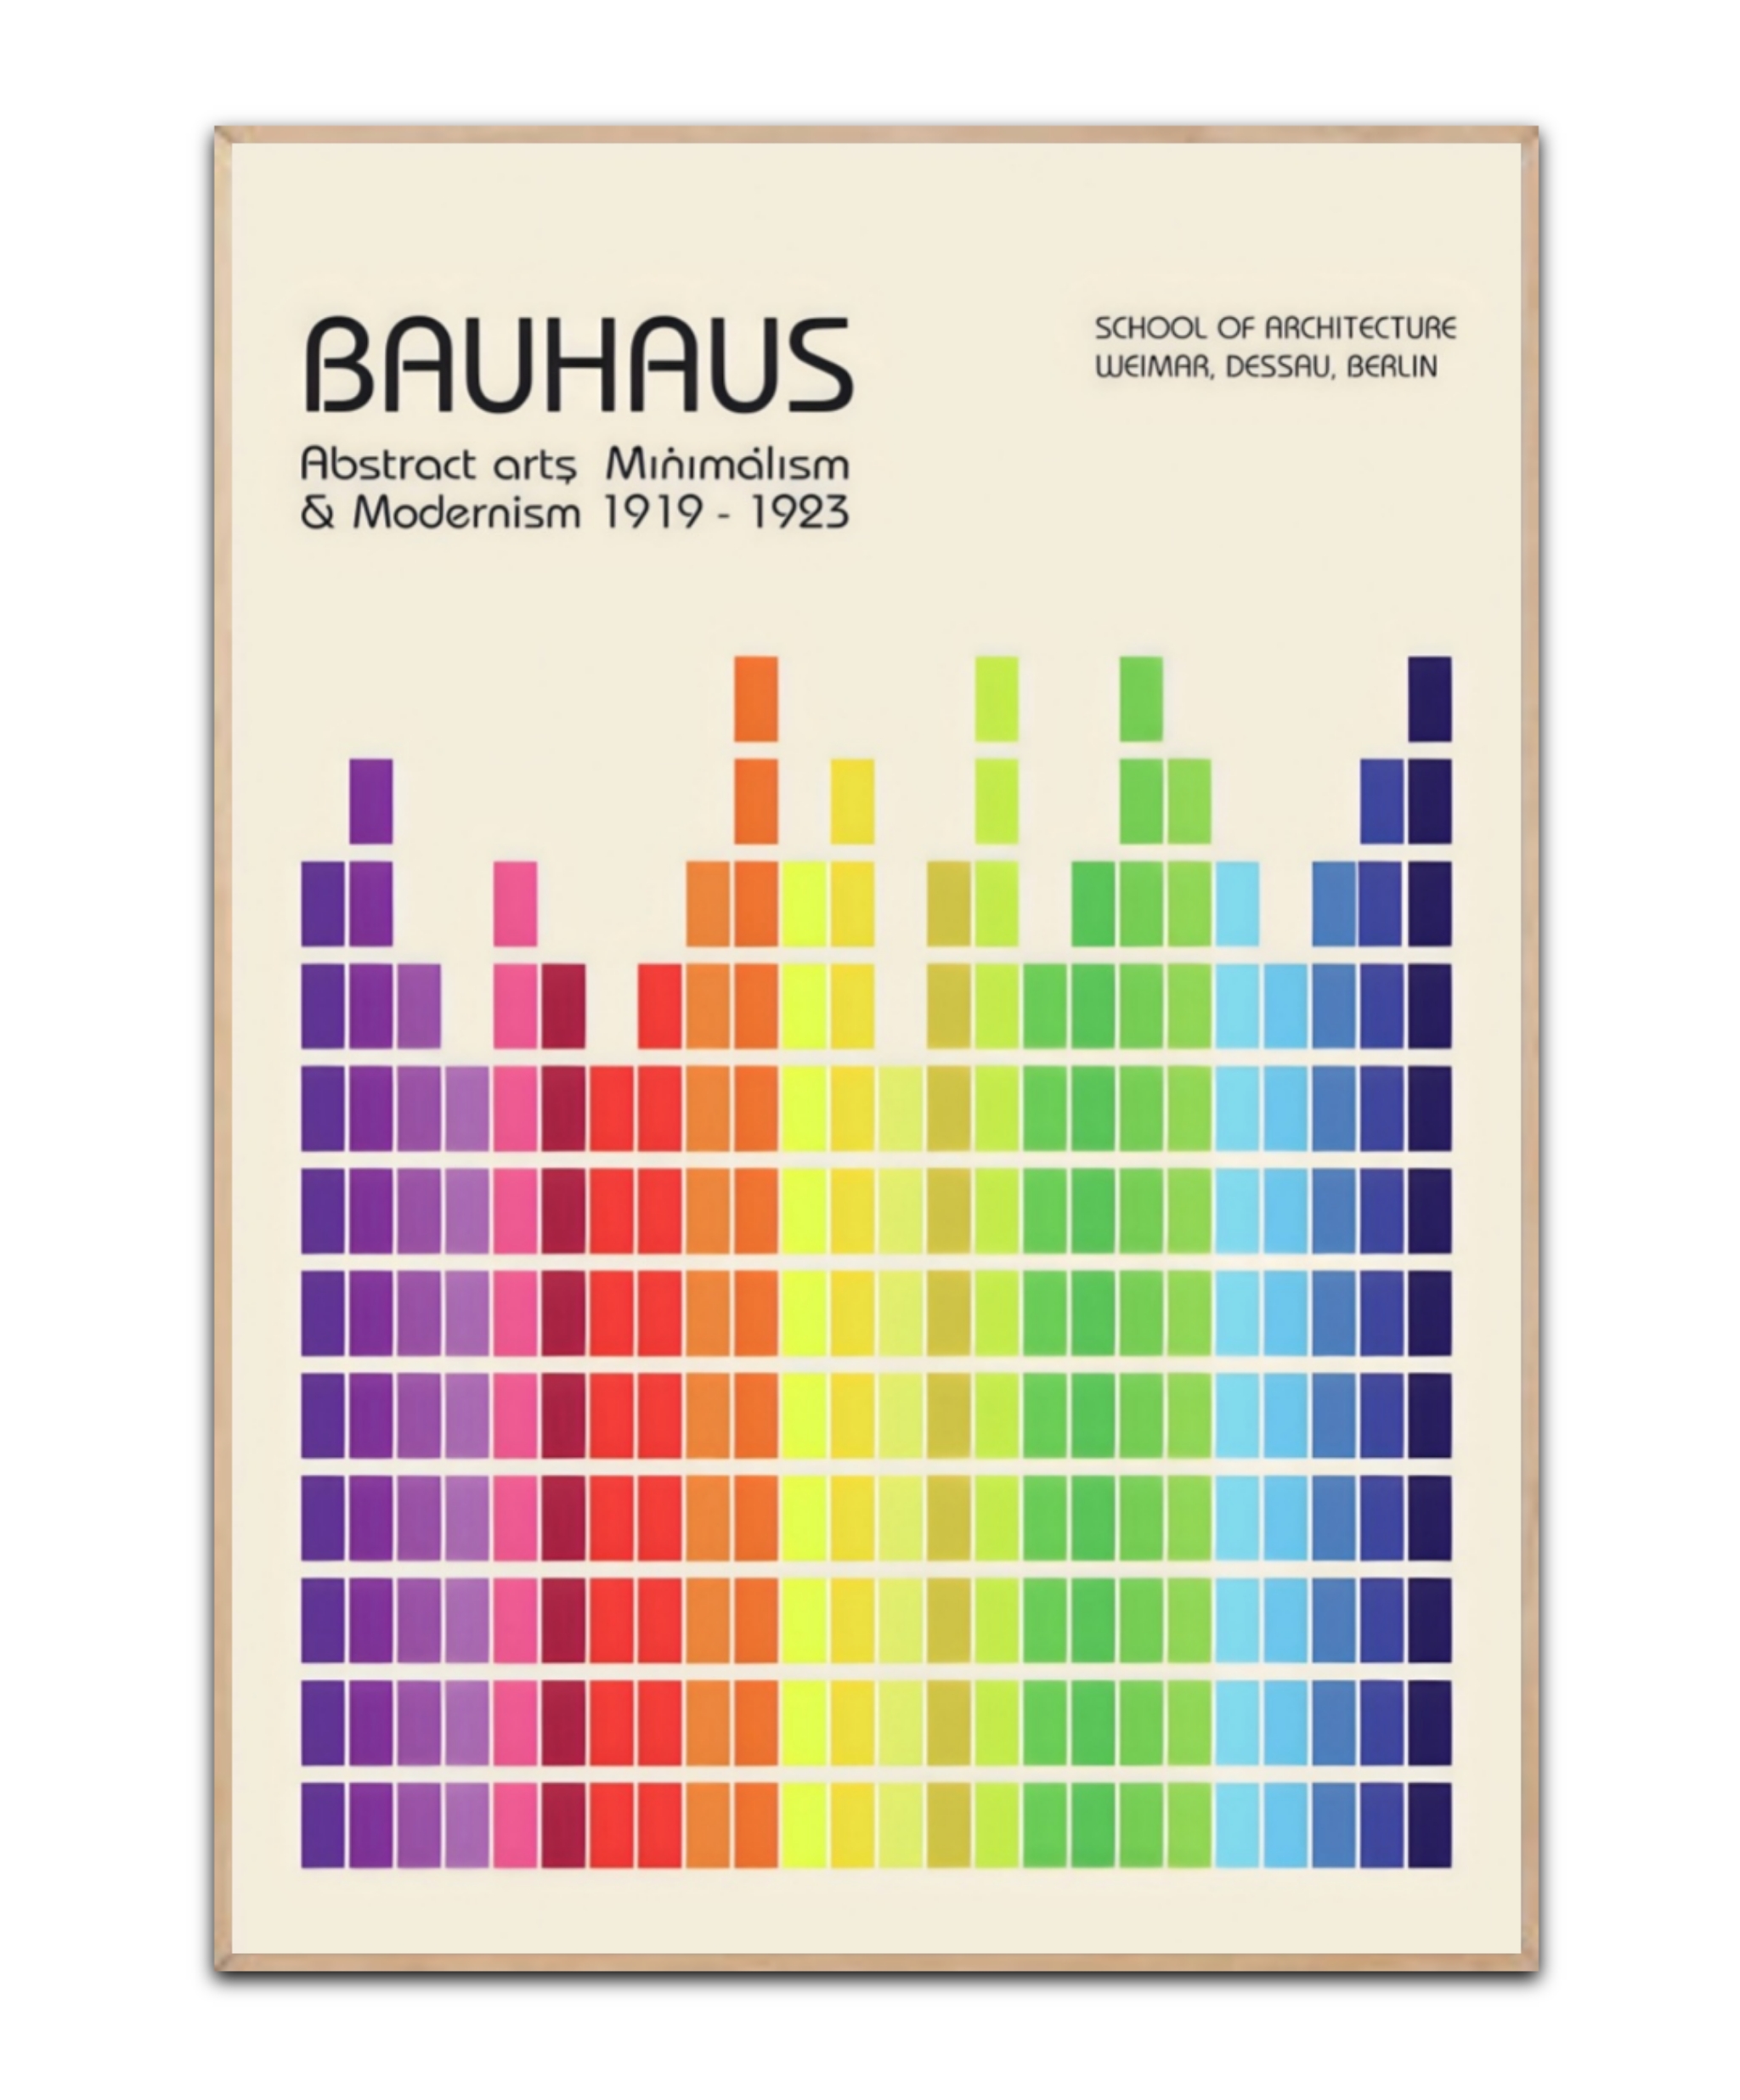 BAUHAUS
Abstract arts, Minimalism
& Modernism 1919 - 1923
SCHOOL OF ARCHITECTURE
WEIMAR, DESSAU, BERLIN